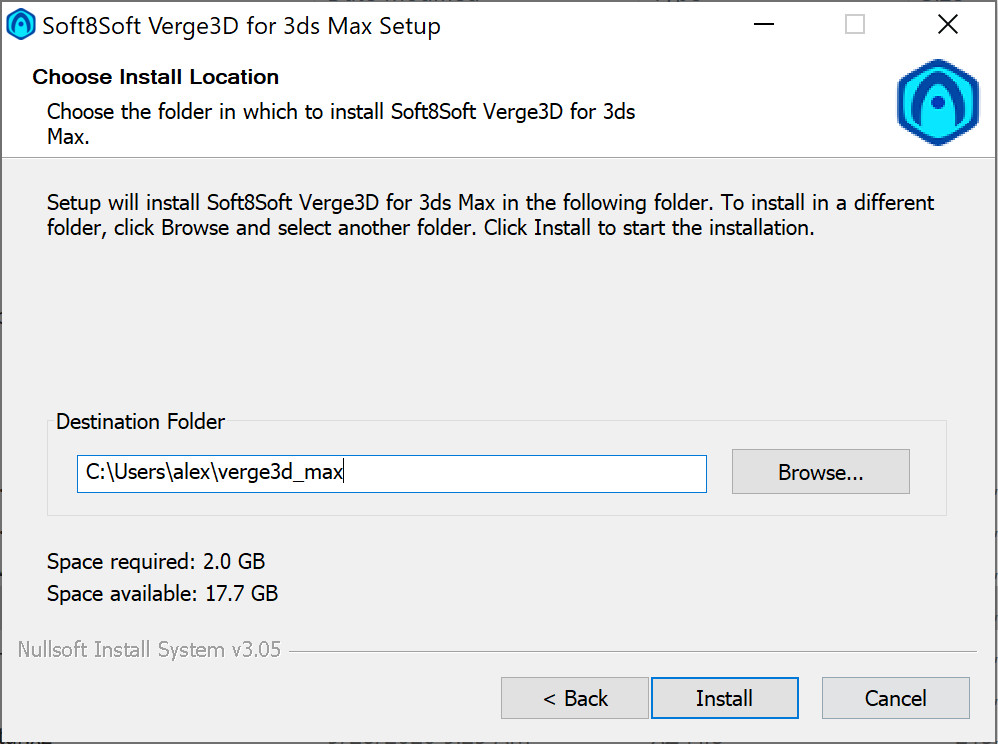 Soft8Soft Verge3D for 3ds Max Setup
Choose Install Location
Choose the folder in which to install Soft8Soft Verge3D for 3ds
Max.
Setup will install Soft8Soft Verge3D for 3ds Max in the following folder. To install in a different
folder, click Browse and select another folder. Click Install to start the installation.
Destination Folder
C:\Users\alex\verge3d_max
Browse...
Space required: 2.0 GB
Space available: 17.7 GB
Nullsoft Install System v3.05
< Back
Install
Cancel